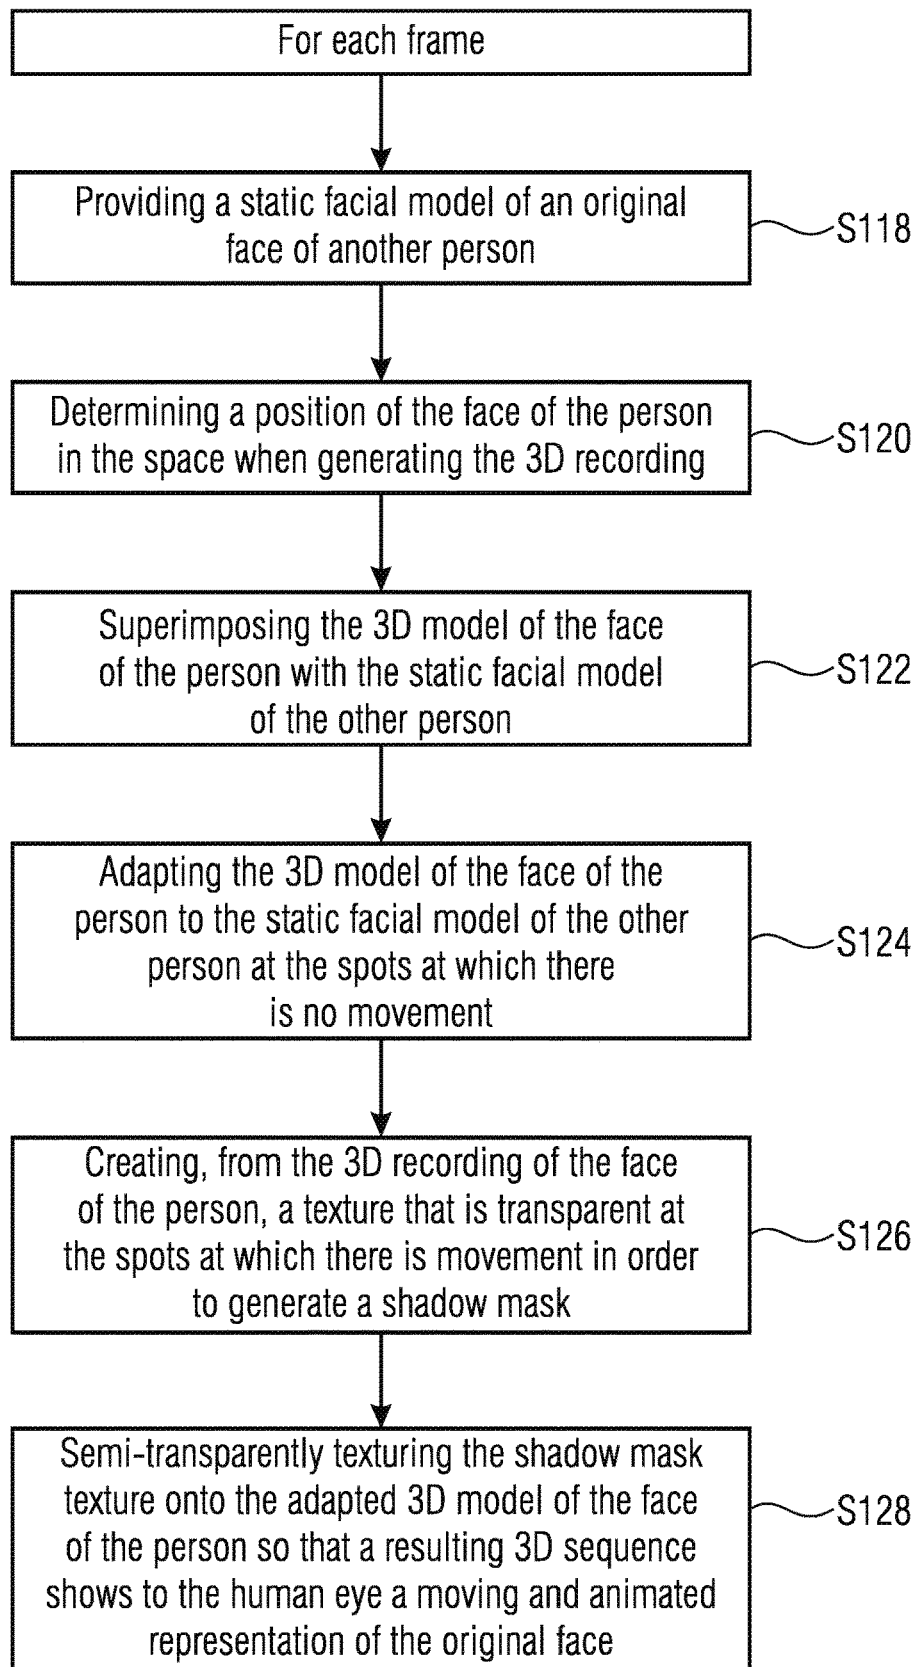 For each frame
Providing a static facial model of an original
face of another person
S118
Determining a position of the face of the person
in the space when generating the 3D recording
S120
Superimposing the 3D model of the face
of the person with the static facial model
of the other person
S122
Adapting the 3D model of the face of the
person to the static facial model of the other
person at the spots at which there
is no movement
S124
Creating, from the 3D recording of the face
of the person, a texture that is transparent at
the spots at which there is movement in order
to generate a shadow mask
S126
Semi-transparently texturing the shadow mask
texture onto the adapted 3D model of the face
of the person so that a resulting 3D sequence
shows to the human eye a moving and animated
representation of the original face
S128